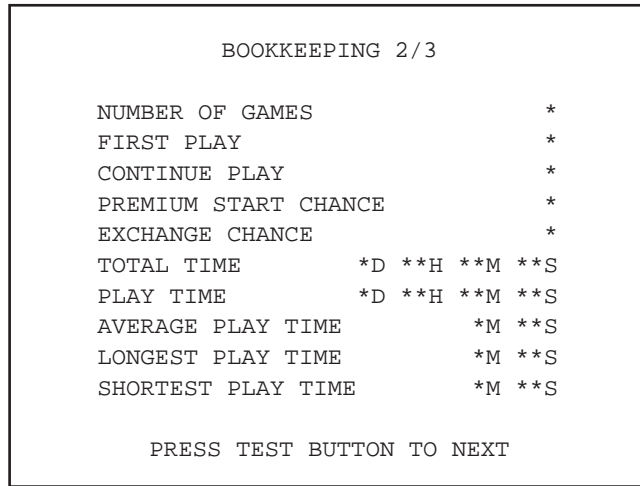 BOOKKEEPING 2/3
NUMBER OF GAMES *
FIRST PLAY *
CONTINUE PLAY *
PREMIUM START CHANCE *
EXCHANGE CHANCE *
TOTAL TIME *D **H **M **S
PLAY TIME *D **H **M **S
AVERAGE PLAY TIME *M **S
LONGEST PLAY TIME *M **S
SHORTEST PLAY TIME *M **S
PRESS TEST BUTTON TO NEXT